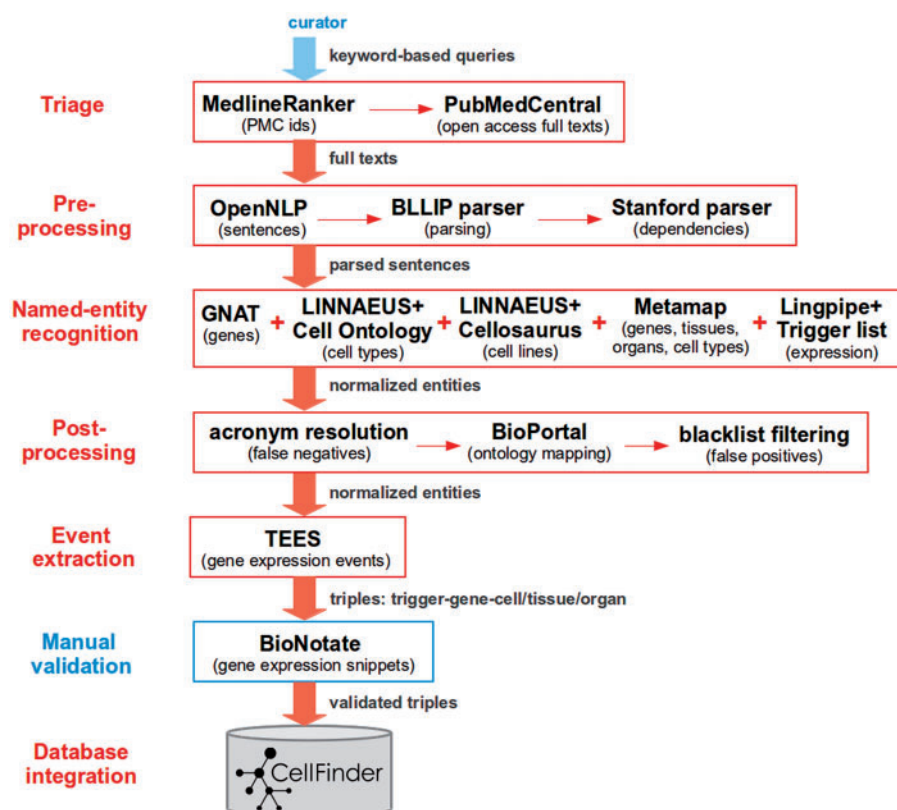 curator
keyword-based queries
Triage
MedlineRanker
(PMC ids)
PubMedCentral
(open access full texts)
full texts
Pre-
processing
OpenNLP
(sentences)
BLLIP parser
(parsing)
Stanford parser
(dependencies)
parsed sentences
Named-entity
recognition
GNAT
(genes)
+
LINNAEUS+
Cell Ontology
(cell types)
+
LINNAEUS+
Cellosaurus
(cell lines)
+
Metamap
(genes, tissues,
organs, cell types)
+
Lingpipe+
Trigger list
(expression)
normalized entities
Post-
processing
acronym resolution
(false negatives)
BioPortal
(ontology mapping)
blacklist filtering
(false positives)
normalized entities
Event
extraction
TEES
(gene expression events)
triples: trigger-gene-cell/tissue/organ
Manual
validation
BioNotate
(gene expression snippets)
validated triples
Database
integration
CellFinder